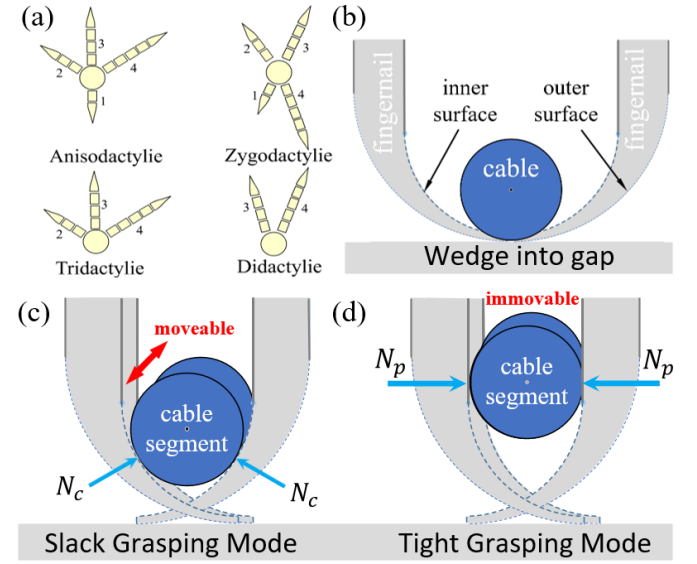 (a)
3
2
4
1
Anisodactylie
3
2
1
4
Zygodactylie
3
2
4
Tridactylie
3
4
Didactylie
(b)
fingernail
inner
surface
outer
surface
fingernail
cable
Wedge into gap
(c)
moveable
cable
segment
N_c
N_c
Slack Grasping Mode
(d)
immovable
N_p
N_p
cable
segment
Tight Grasping Mode